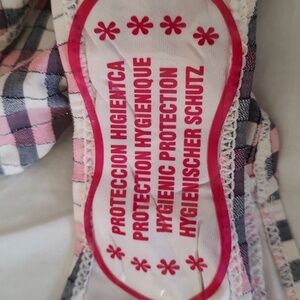 PROTECCION HIGIENICA
PROTECTION HYGIENIQUE
HYGIENIC PROTECTION
HYGIENISCHER SCHUTZ